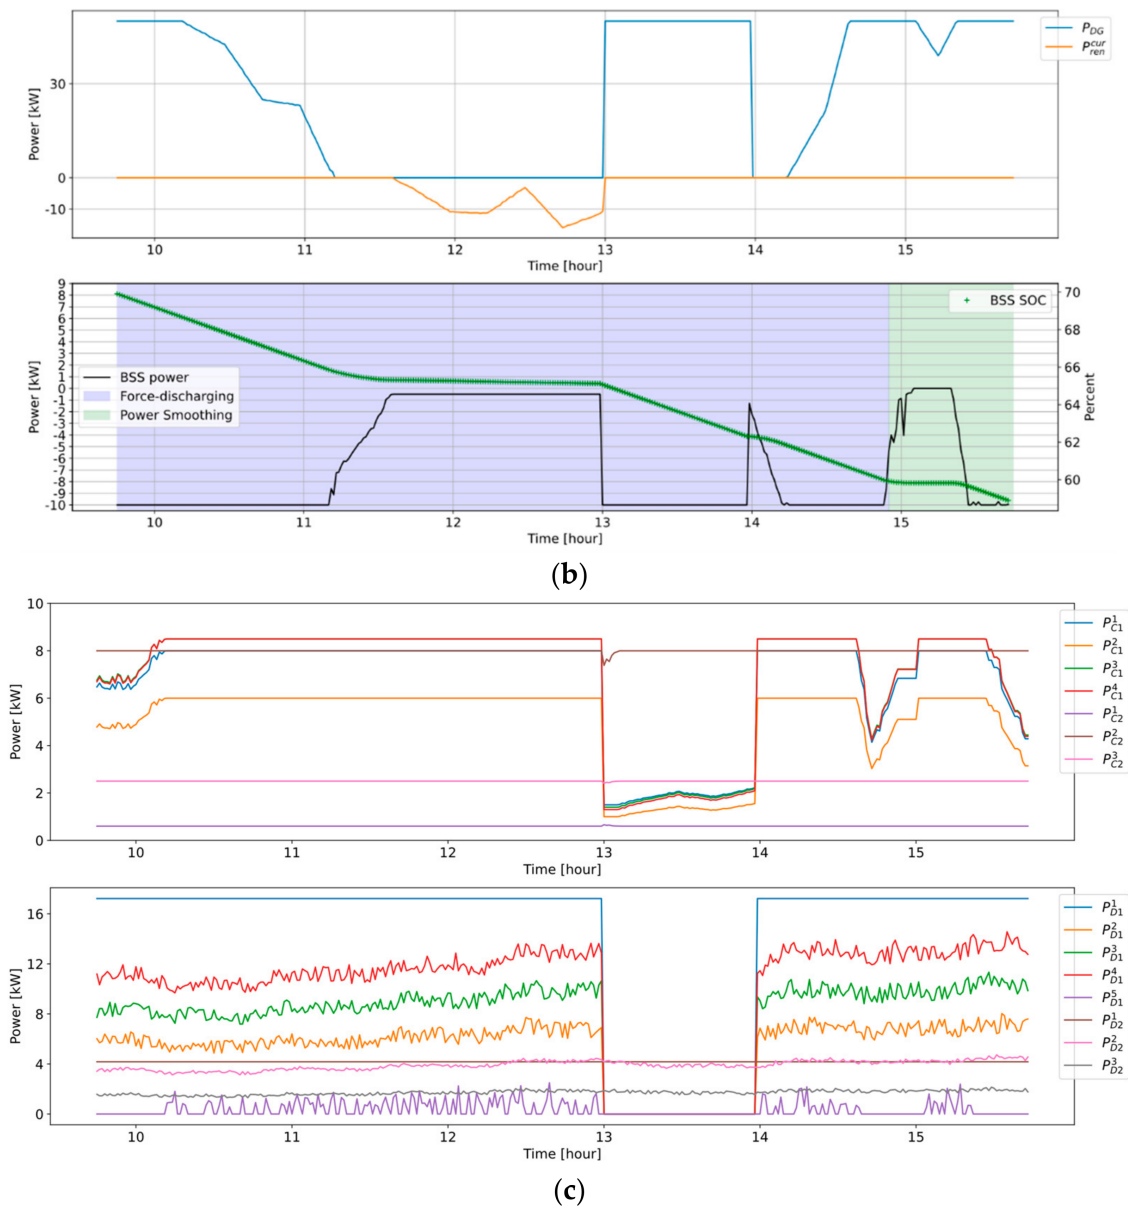 P_DG
P_ren^cur
Power [kW]
30
0
-10
10 11 12 13 14 15
Time [hour]
BSS SOC
BSS power
Force-discharging
Power Smoothing
Power [kW]
9
8
7
6
5
4
3
2
1
0
-1
-2
-3
-4
-5
-6
-7
-8
-9
-10
70
68
66
64
62
60
Percent
10 11 12 13 14 15
Time [hour]
(b)
Power [kW]
10
8
6
4
2
0
P_C1^1
P_C1^2
P_C1^3
P_C1^4
P_C2^1
P_C2^2
P_C2^3
10 11 12 13 14 15
Time [hour]
Power [kW]
16
12
8
4
0
P_D1^1
P_D1^2
P_D1^3
P_D1^4
P_D1^5
P_D2^1
P_D2^2
P_D2^3
10 11 12 13 14 15
Time [hour]
(c)